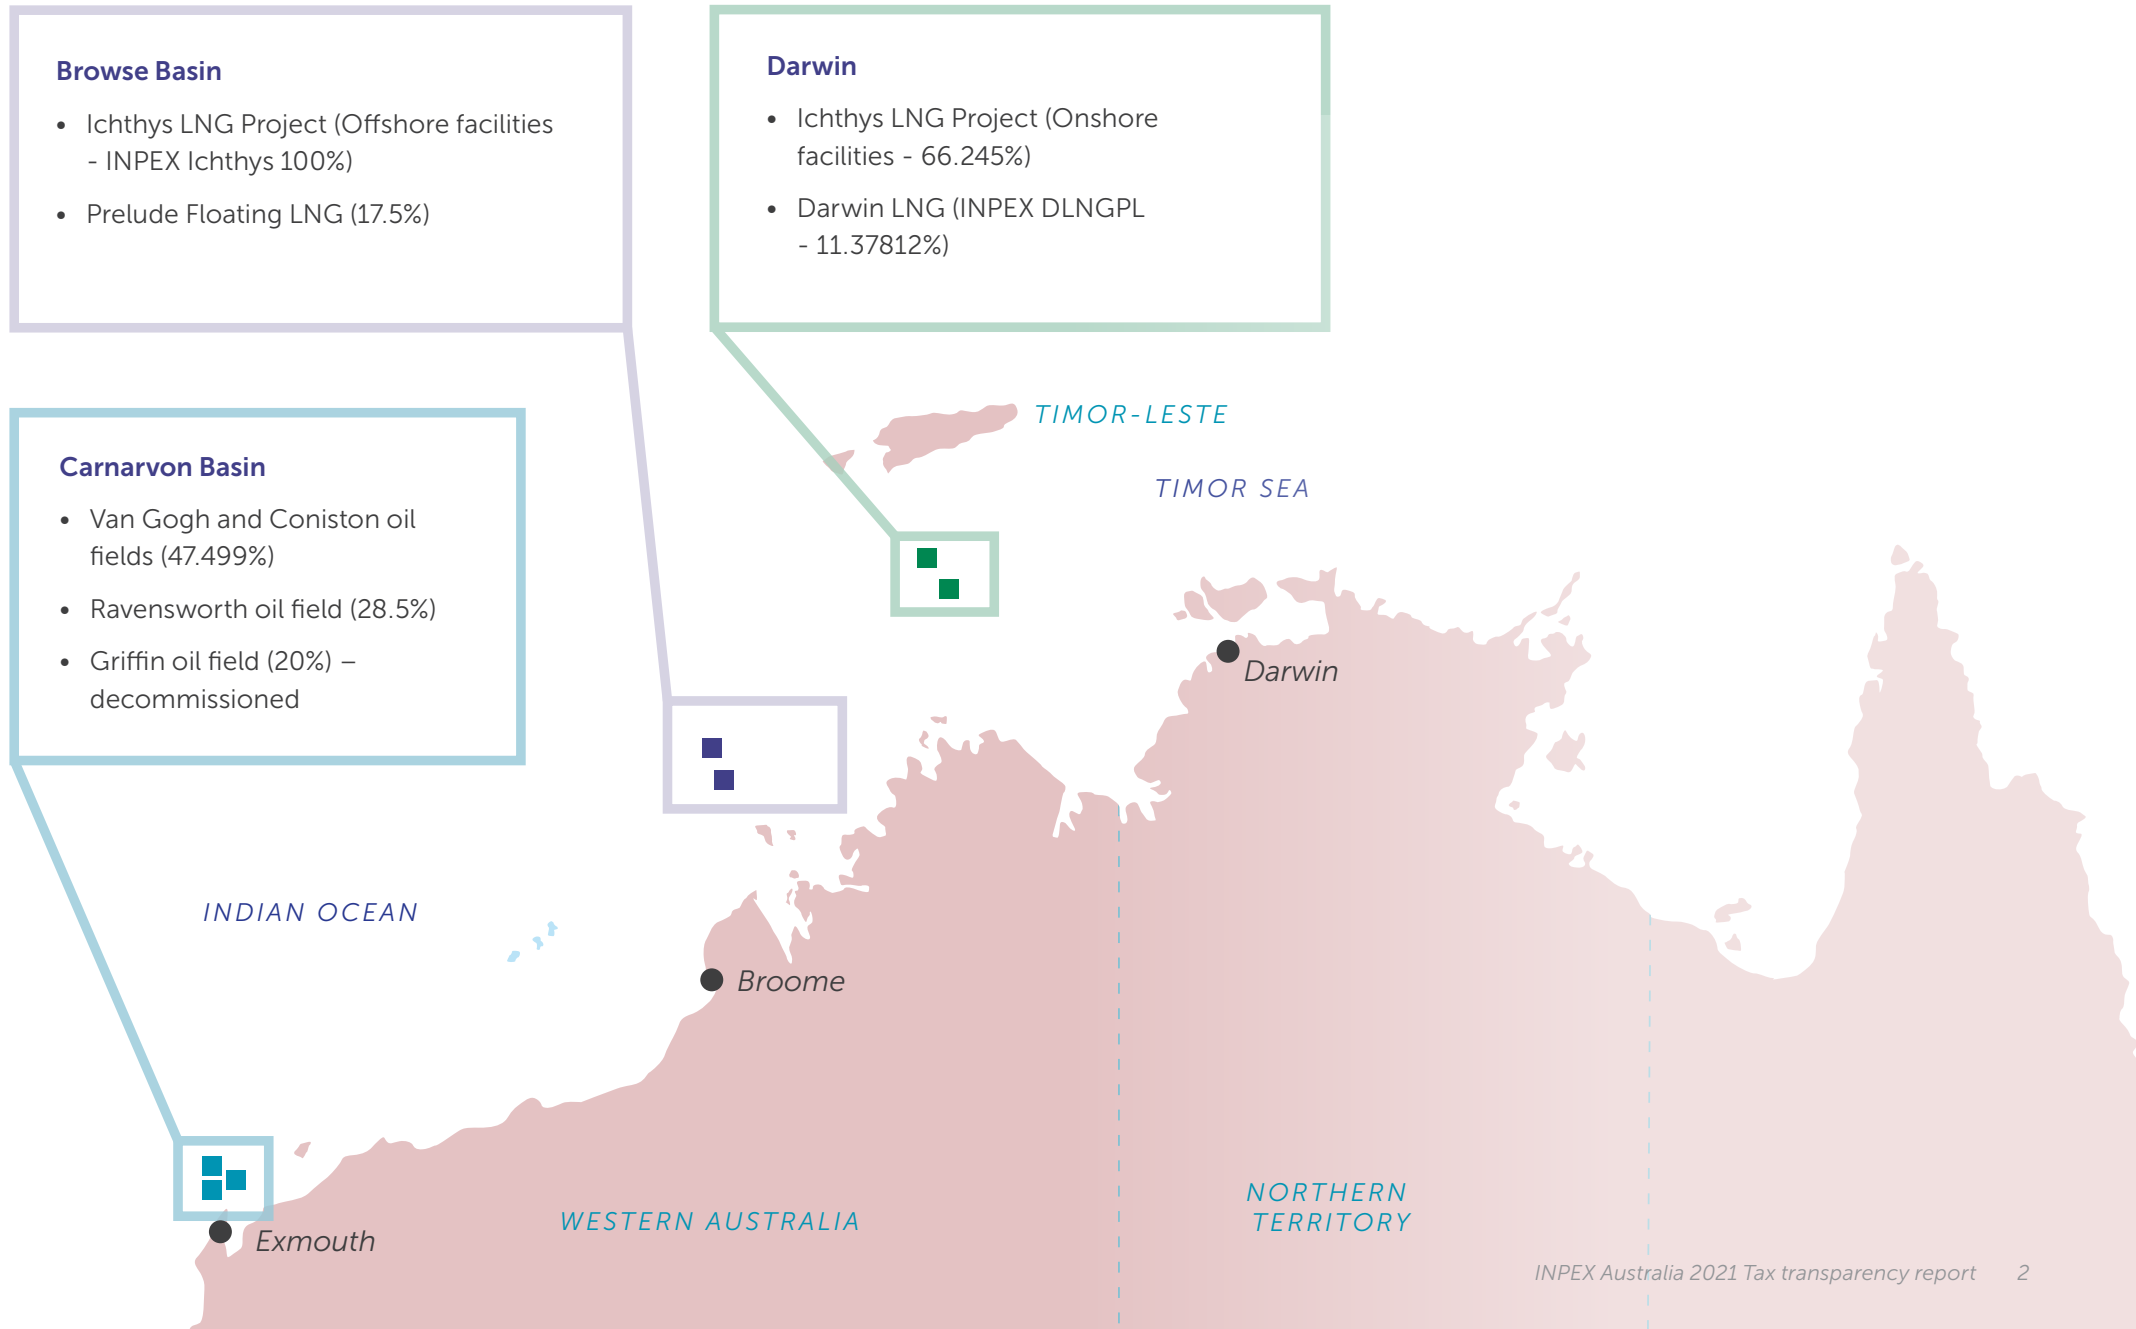 Browse Basin
• Ichthys LNG Project (Offshore facilities
- INPEX Ichthys 100%)
• Prelude Floating LNG (17.5%)
Darwin
• Ichthys LNG Project (Onshore
facilities - 66.245%)
• Darwin LNG (INPEX DLNGPL
- 11.37812%)
Carnarvon Basin
• Van Gogh and Coniston oil
fields (47.499%)
• Ravensworth oil field (28.5%)
• Griffin oil field (20%) –
decommissioned
TIMOR-LESTE
TIMOR SEA
Darwin
INDIAN OCEAN
Broome
Exmouth
WESTERN AUSTRALIA
NORTHERN
TERRITORY
INPEX Australia 2021 Tax transparency report 2